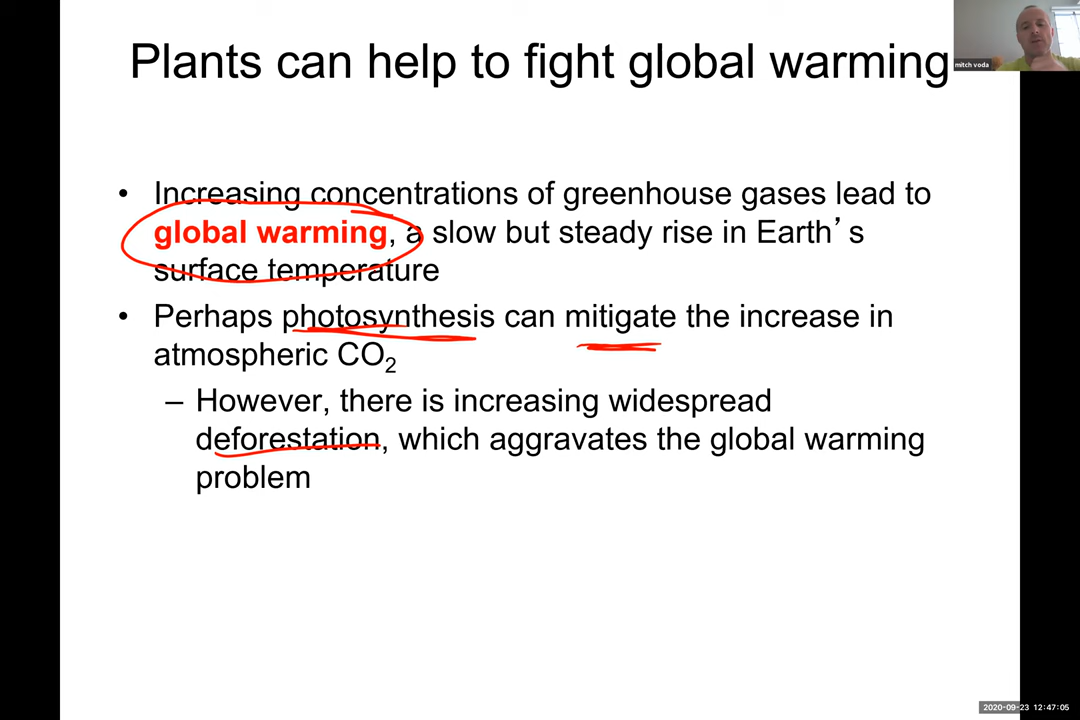 Plants can help to fight global warming
mitch voda
• Increasing concentrations of greenhouse gases lead to
global warming, a slow but steady rise in Earth’s
surface temperature
• Perhaps photosynthesis can mitigate the increase in
atmospheric CO₂
– However, there is increasing widespread
deforestation, which aggravates the global warming
problem
2020-09-23 12:47:05